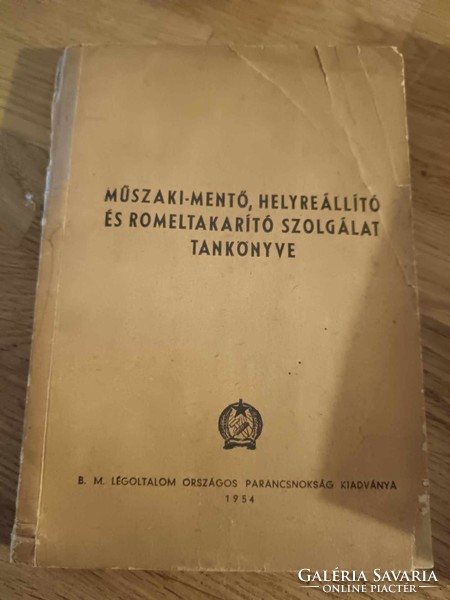 MŰSZAKI-MENTŐ, HELYREÁLLÍTÓ
ÉS ROMELTAKARÍTÓ SZOLGÁLAT
TANKÖNYVE
B. M. LÉGOLTALOM ORSZÁGOS PARANCSNOKSÁG KIADVÁNYA
1954
GALÉRIA SAVARIA
ONLINE PIACTÉR